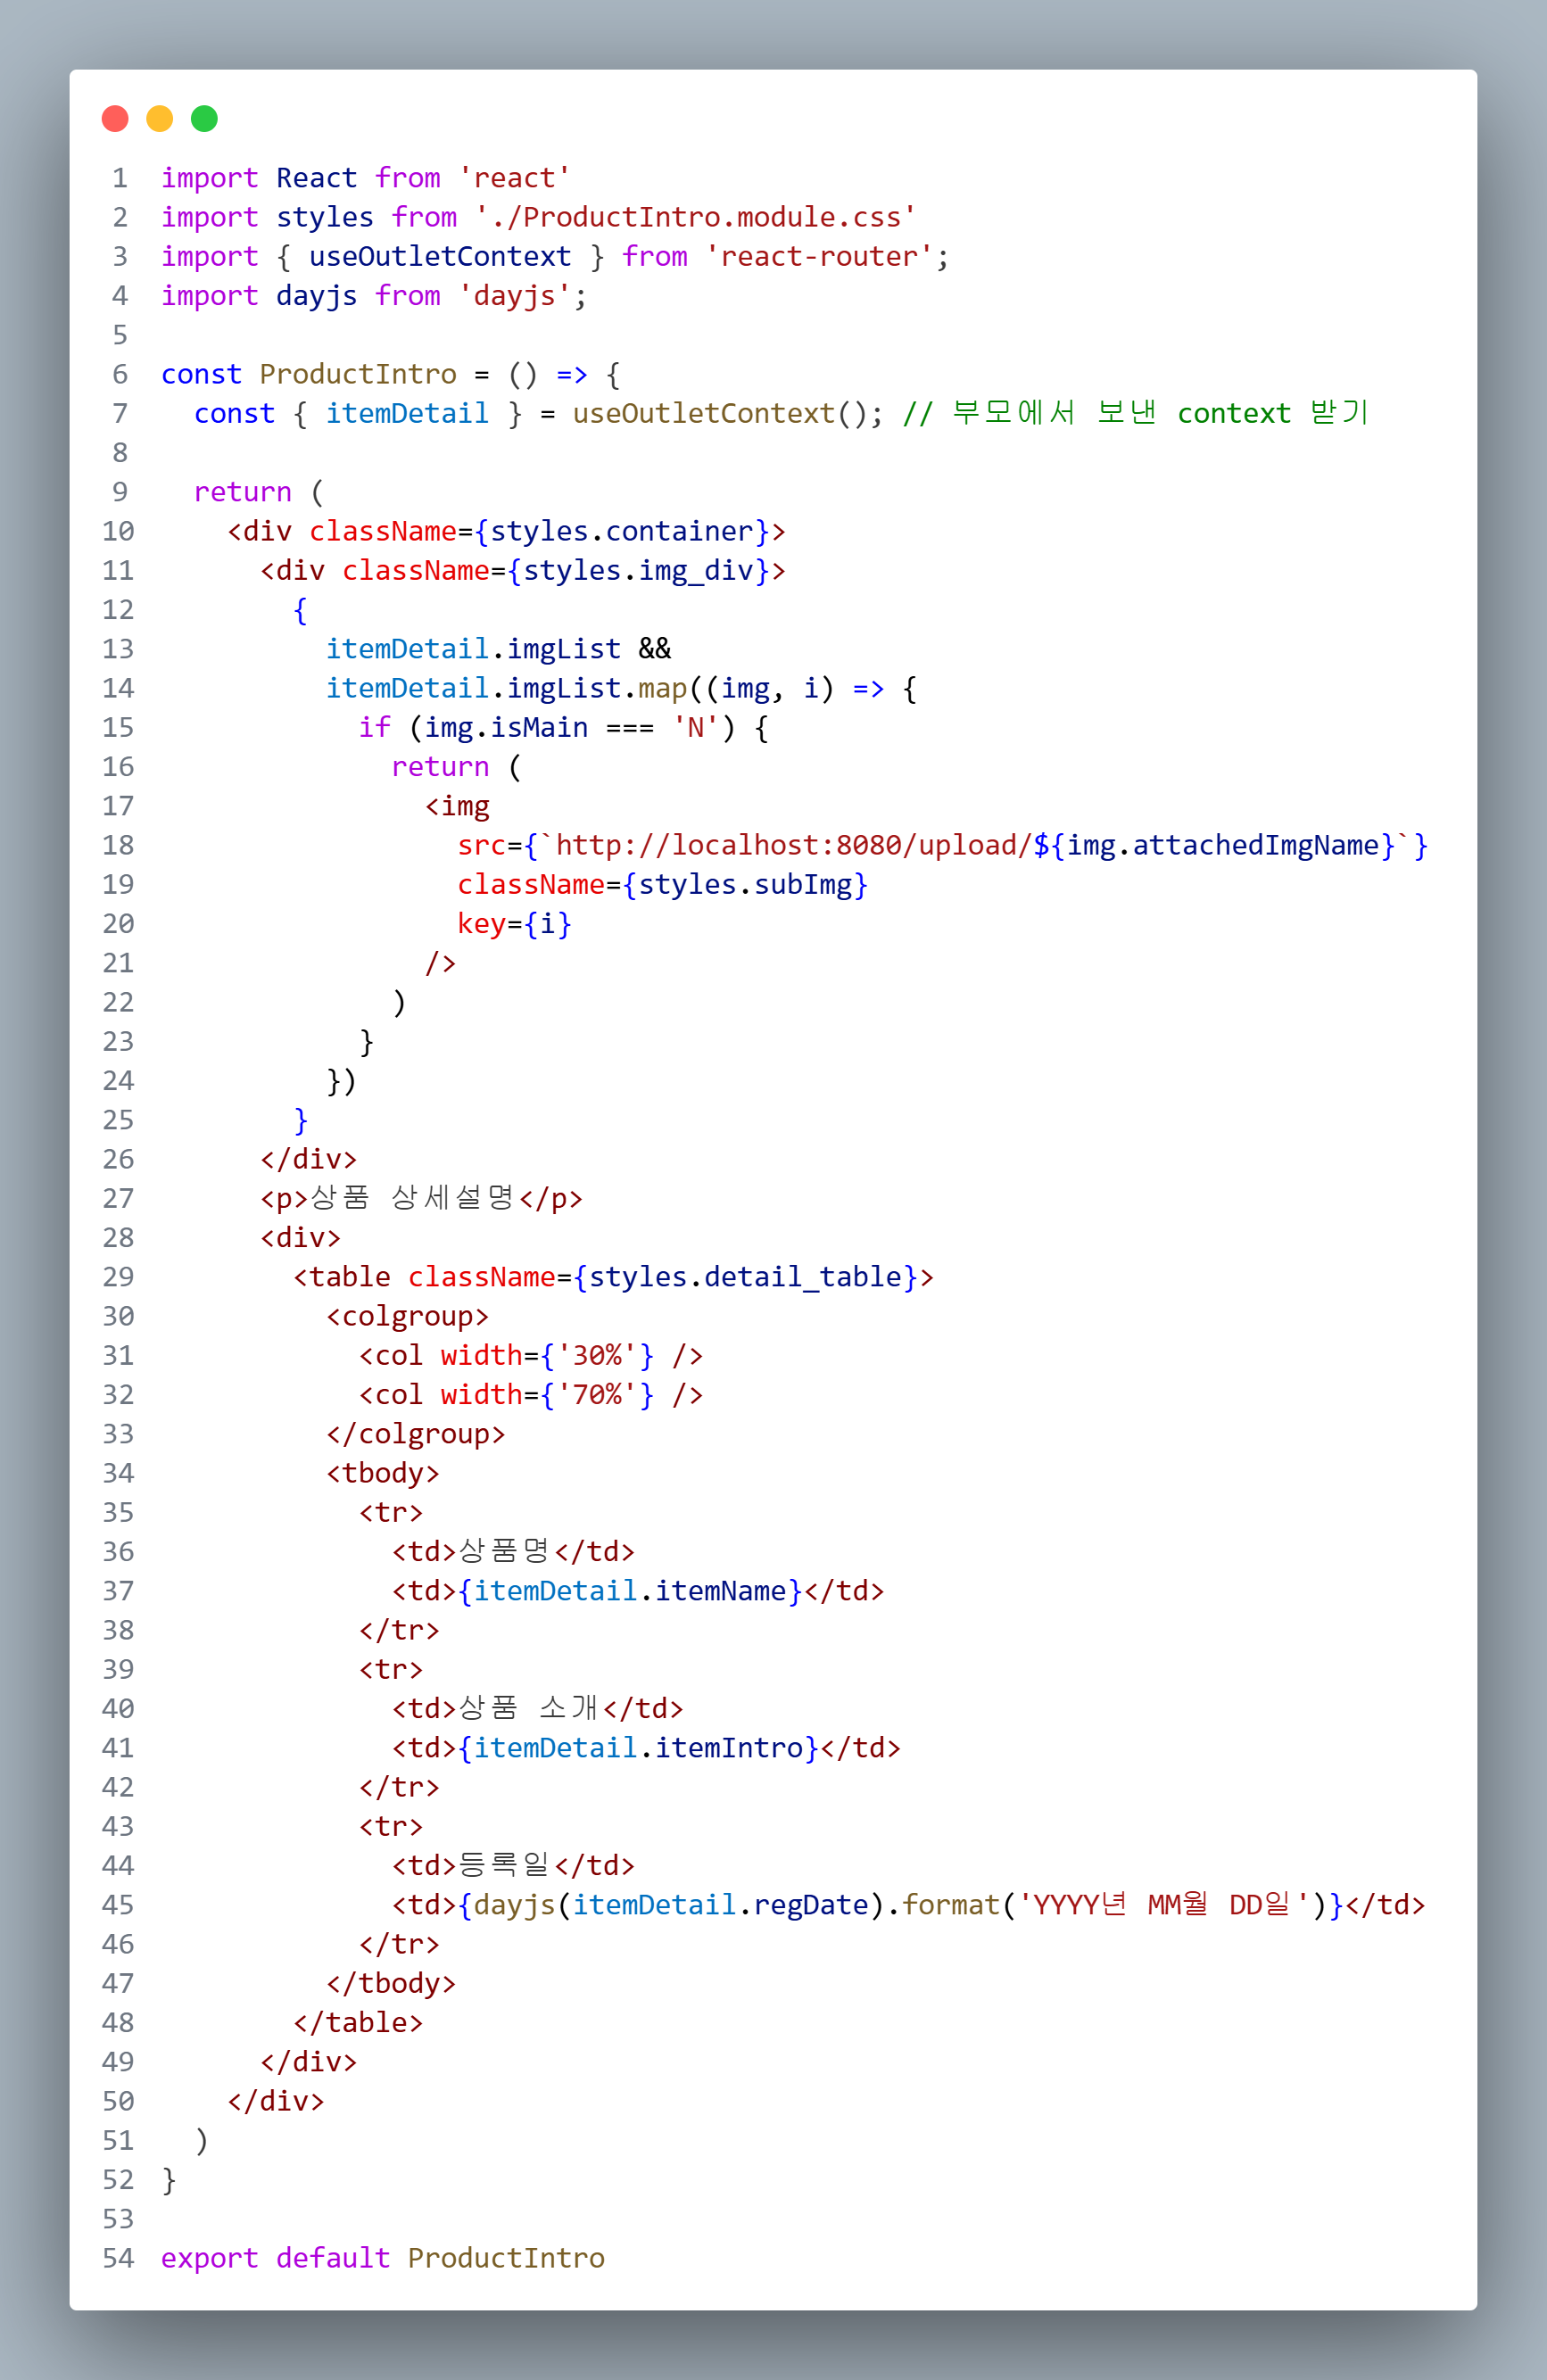 1 import React from 'react'
2 import styles from './ProductIntro.module.css'
3 import { useOutletContext } from 'react-router';
4 import dayjs from 'dayjs';
5
6 const ProductIntro = () => {
7   const { itemDetail } = useOutletContext(); // 부모에서 보낸 context 받기
8
9   return (
10     <div className={styles.container}>
11       <div className={styles.img_div}>
12         {
13           itemDetail.imgList &&
14           itemDetail.imgList.map((img, i) => {
15             if (img.isMain === 'N') {
16               return (
17                 <img
18                   src={`http://localhost:8080/upload/${img.attachedImgName}`}
19                   className={styles.subImg}
20                   key={i}
21                 />
22               )
23             }
24           })
25         }
26       </div>
27       <p>상품 상세설명</p>
28       <div>
29         <table className={styles.detail_table}>
30           <colgroup>
31             <col width={'30%'} />
32             <col width={'70%'} />
33           </colgroup>
34           <tbody>
35             <tr>
36               <td>상품명</td>
37               <td>{itemDetail.itemName}</td>
38             </tr>
39             <tr>
40               <td>상품 소개</td>
41               <td>{itemDetail.itemIntro}</td>
42             </tr>
43             <tr>
44               <td>등록일</td>
45               <td>{dayjs(itemDetail.regDate).format('YYYY년 MM월 DD일')}</td>
46             </tr>
47           </tbody>
48         </table>
49       </div>
50     </div>
51   )
52 }
53
54 export default ProductIntro